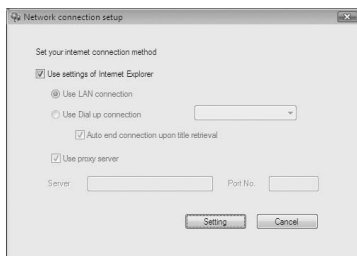 Network connection setup
Set your internet connection method
Use settings of Internet Explorer
Use LAN connection
Use Dial up connection
Auto end connection upon title retrieval
Use proxy server
Server Port No.
Setting Cancel